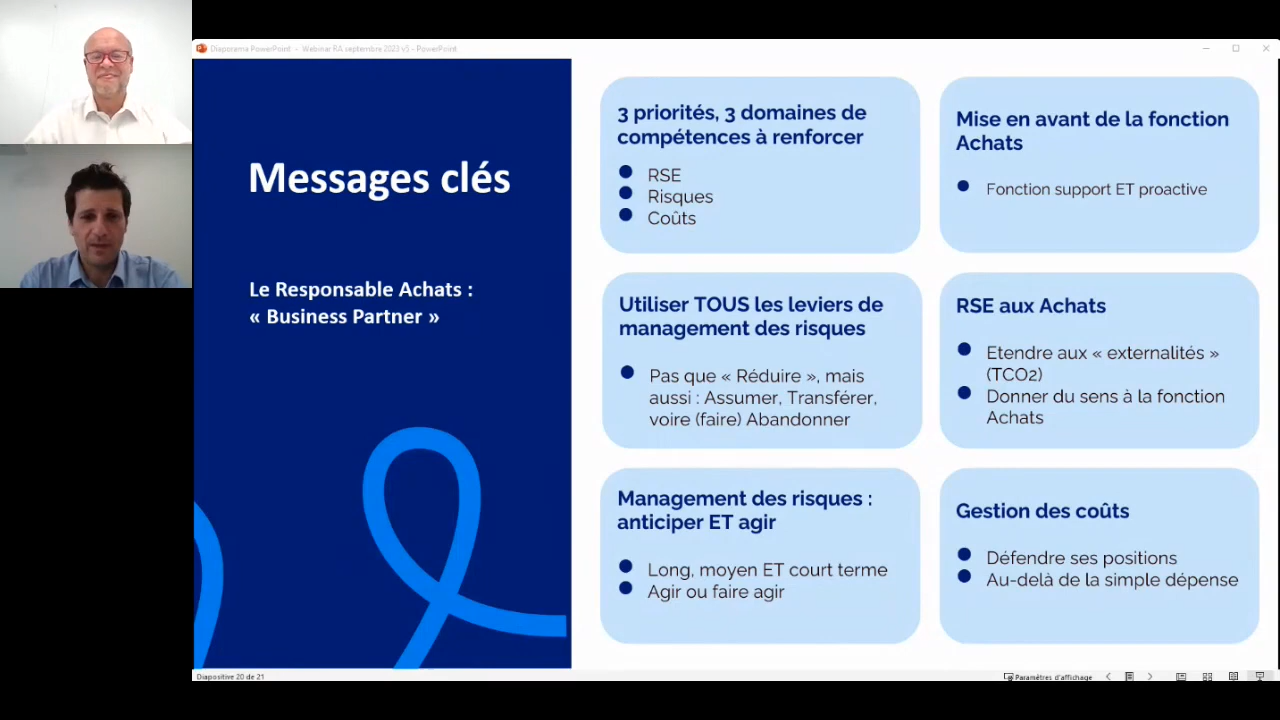 Diaporama PowerPoint - Webinar RA septembre 2023 v5 - PowerPoint
Messages clés
Le Responsable Achats :
« Business Partner »
3 priorités, 3 domaines de
compétences à renforcer
RSE
Risques
Coûts
Mise en avant de la fonction
Achats
Fonction support ET proactive
Utiliser TOUS les leviers de
management des risques
Pas que « Réduire », mais
aussi : Assumer, Transférer,
voire (faire) Abandonner
RSE aux Achats
Etendre aux « externalités »
(TCO2)
Donner du sens à la fonction
Achats
Management des risques :
anticiper ET agir
Long, moyen ET court terme
Agir ou faire agir
Gestion des coûts
Défendre ses positions
Au-delà de la simple dépense
Diapositive 20 de 21
Paramètres d'affichage